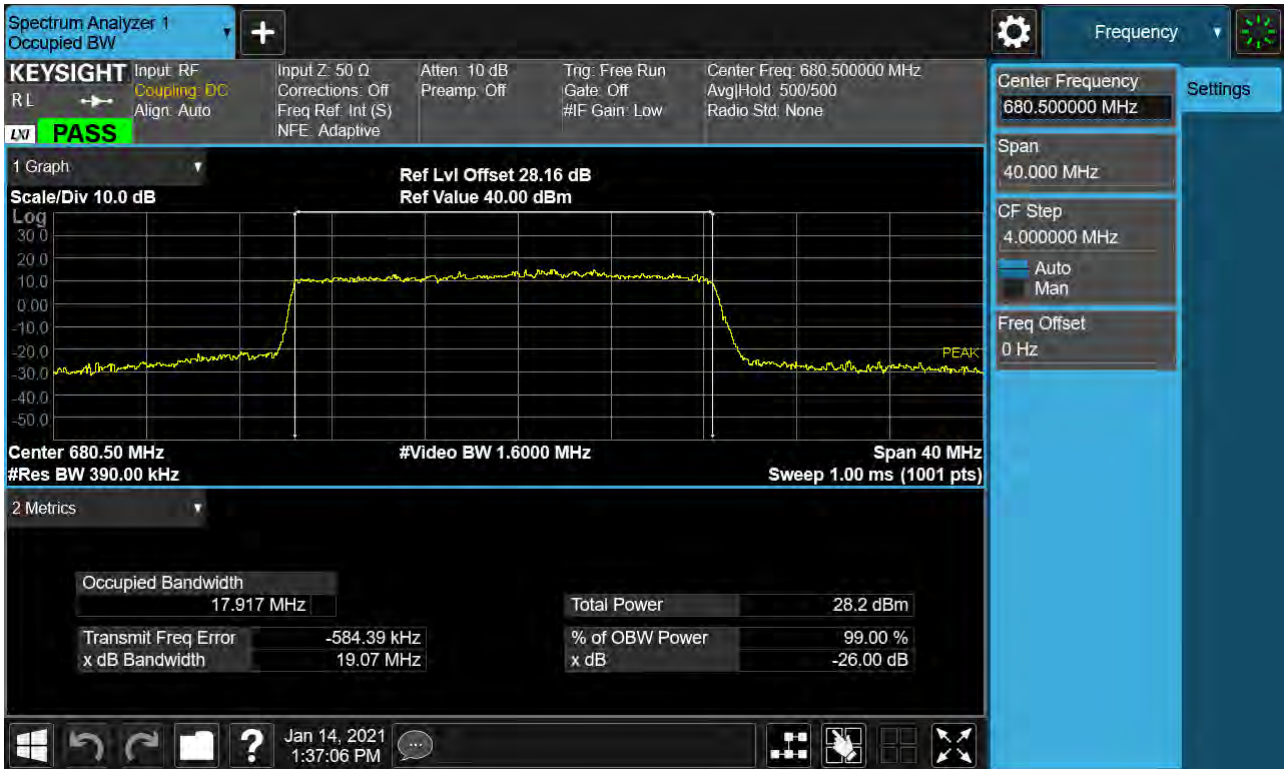 Spectrum Analyzer 1
Occupied BW
+
Frequency
KEYSIGHT
R L
LXI
PASS
Input: RF
Coupling: DC
Align: Auto
Input Z: 50 Ω
Corrections: Off
Freq Ref: Int (S)
NFE: Adaptive
Atten: 10 dB
Preamp: Off
Trig: Free Run
Gate: Off
#IF Gain: Low
Center Freq: 680.500000 MHz
Avg|Hold: 500/500
Radio Std: None
Center Frequency
680.500000 MHz
Settings
Span
40.000 MHz
CF Step
4.000000 MHz
Auto
Man
Freq Offset
0 Hz
1 Graph
Scale/Div 10.0 dB
Ref Lvl Offset 28.16 dB
Ref Value 40.00 dBm
Log
30.0
20.0
10.0
0.00
-10.0
-20.0
-30.0
-40.0
-50.0
PEAK
Center 680.50 MHz
#Video BW 1.6000 MHz
Span 40 MHz
#Res BW 390.00 kHz
Sweep 1.00 ms (1001 pts)
2 Metrics
Occupied Bandwidth
17.917 MHz
Total Power 28.2 dBm
Transmit Freq Error -584.39 kHz
% of OBW Power 99.00 %
x dB Bandwidth 19.07 MHz
x dB -26.00 dB
?
Jan 14, 2021
1:37:06 PM